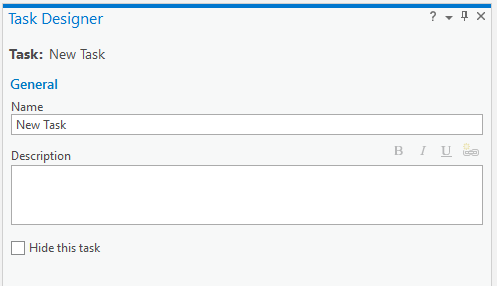 Task Designer ?
Task: New Task
General
Name
New Task
Description B I U
Hide this task